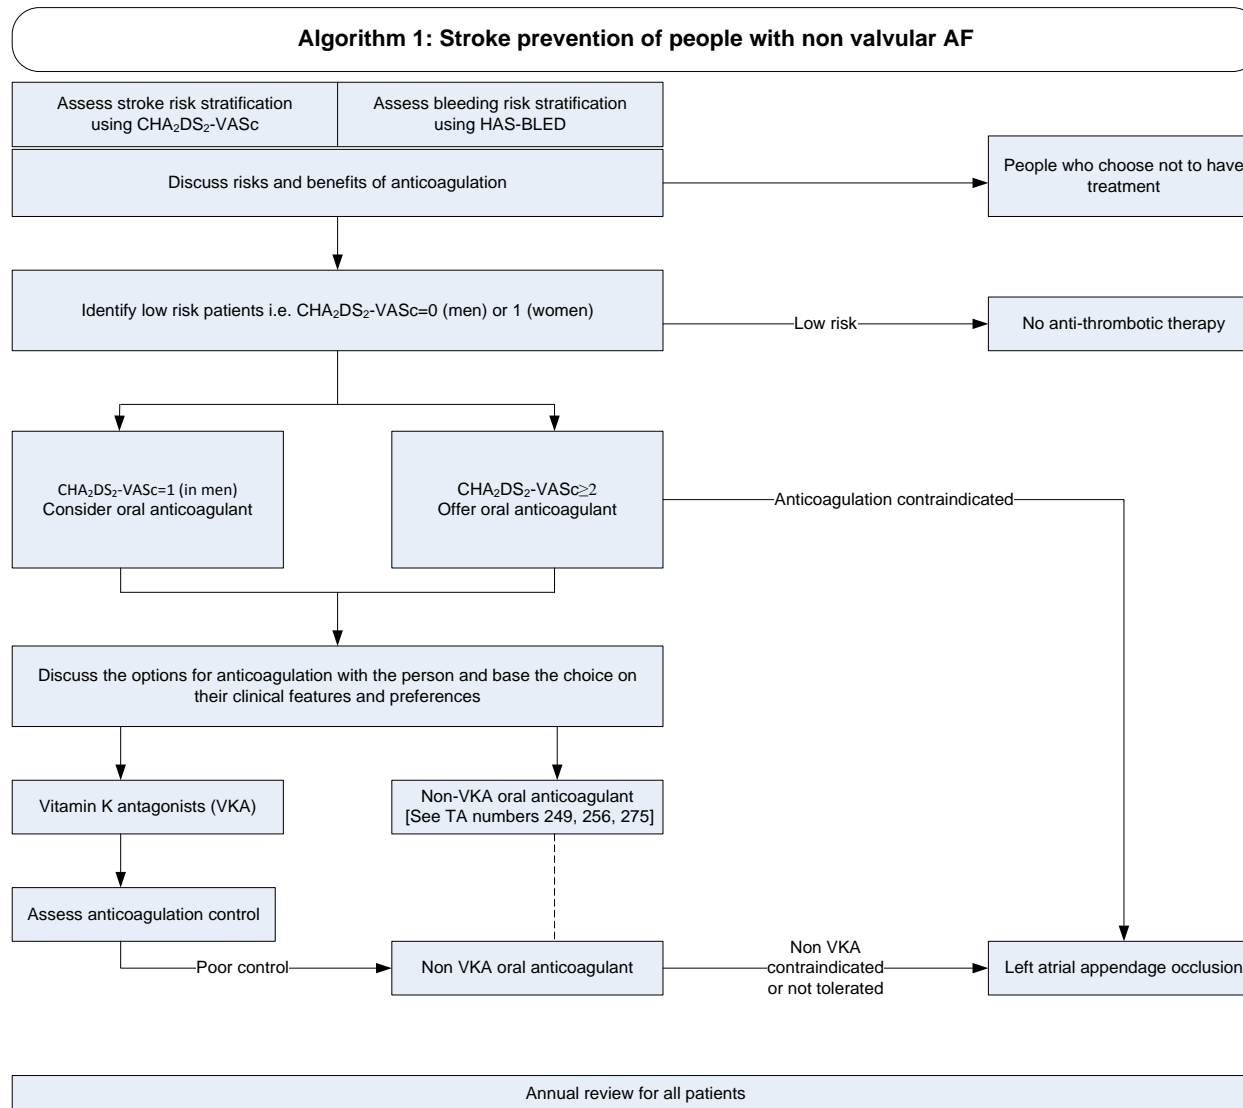 Algorithm 1: Stroke prevention of people with non valvular AF
Assess stroke risk stratification
using CHA₂DS₂-VASc
Assess bleeding risk stratification
using HAS-BLED
Discuss risks and benefits of anticoagulation
People who choose not to have
treatment
Identify low risk patients i.e. CHA₂DS₂-VASc=0 (men) or 1 (women)
Low risk
No anti-thrombotic therapy
CHA₂DS₂-VASc=1 (in men)
Consider oral anticoagulant
CHA₂DS₂-VASc≥2
Offer oral anticoagulant
Anticoagulation contraindicated
Discuss the options for anticoagulation with the person and base the choice on
their clinical features and preferences
Vitamin K antagonists (VKA)
Non-VKA oral anticoagulant
[See TA numbers 249, 256, 275]
Assess anticoagulation control
Poor control
Non VKA oral anticoagulant
Non VKA
contraindicated
or not tolerated
Left atrial appendage occlusion
Annual review for all patients